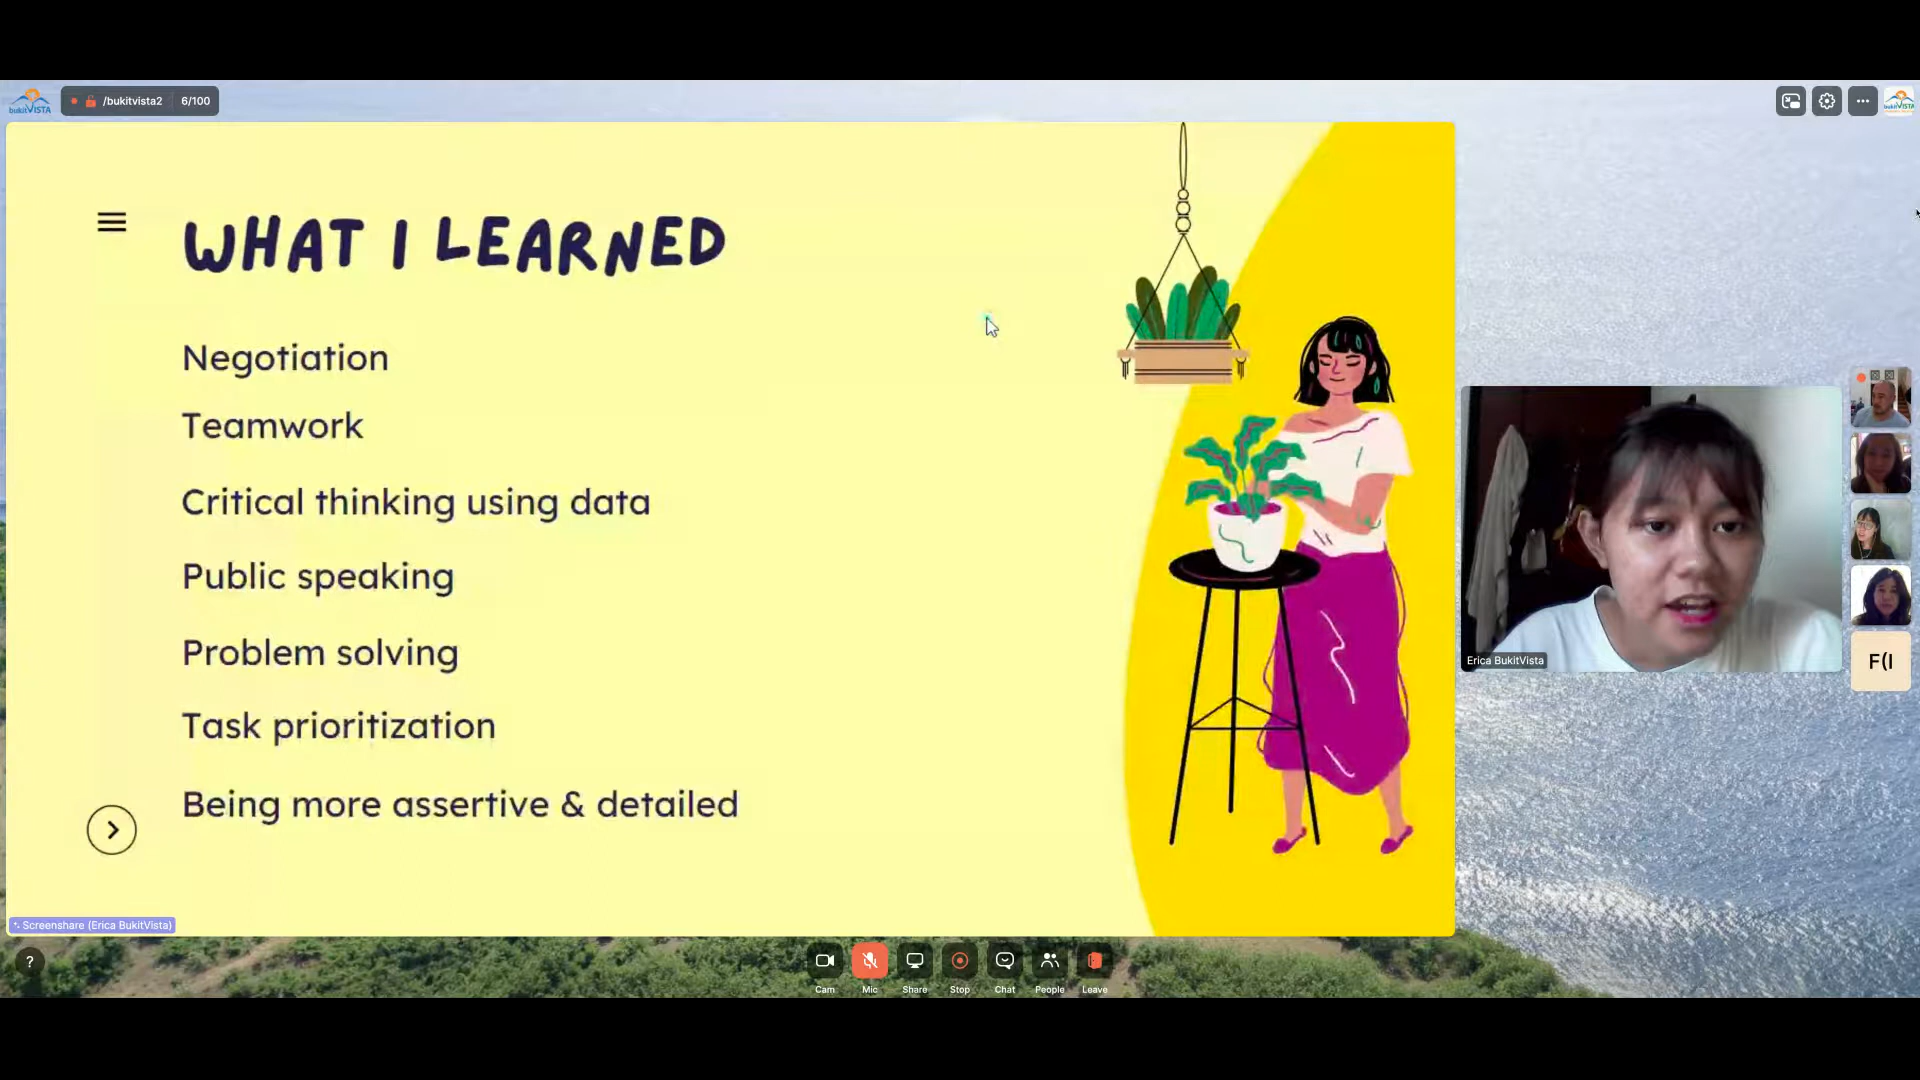 bukitVISTA
/bukitvista2 6/100
WHAT I LEARNED
Negotiation
Teamwork
Critical thinking using data
Public speaking
Problem solving
Task prioritization
Being more assertive & detailed
Erica BukitVista
F(I
Screenshare (Erica BukitVista)
?
Cam Mic Share Stop Chat People Leave